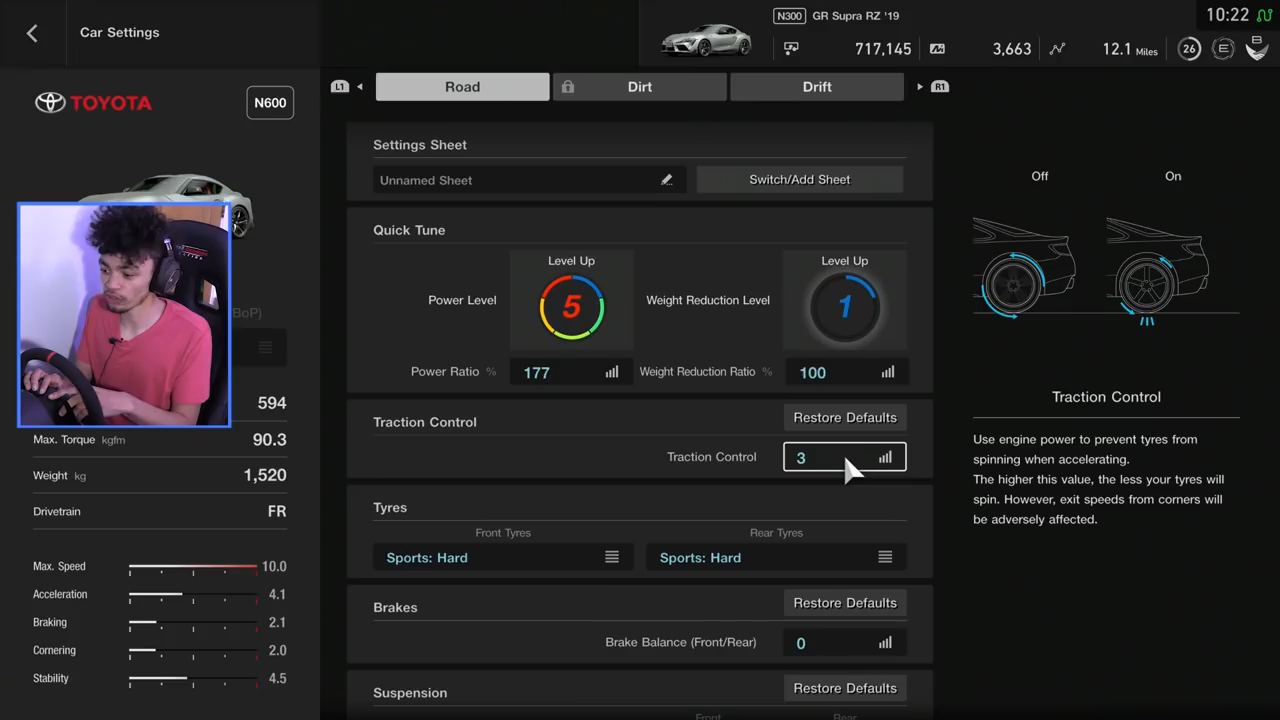 Car Settings
N300 GR Supra RZ '19
717,145 3,663 12.1 Miles 26 E B
10:22
TOYOTA N600
L1 Road Dirt Drift R1
Settings Sheet
Unnamed Sheet Switch/Add Sheet
Quick Tune
Level Up Level Up
Power Level 5 Weight Reduction Level 1
Power Ratio % 177 Weight Reduction Ratio % 100
Traction Control Restore Defaults
Traction Control 3
Tyres
Front Tyres Rear Tyres
Sports: Hard Sports: Hard
Brakes Restore Defaults
Brake Balance (Front/Rear) 0
Suspension Restore Defaults
Front Rear
BoP)
594
Max. Torque kgfm 90.3
Weight kg 1,520
Drivetrain FR
Max. Speed 10.0
Acceleration 4.1
Braking 2.1
Cornering 2.0
Stability 4.5
Off On
Traction Control
Use engine power to prevent tyres from
spinning when accelerating.
The higher this value, the less your tyres will
spin. However, exit speeds from corners will
be adversely affected.